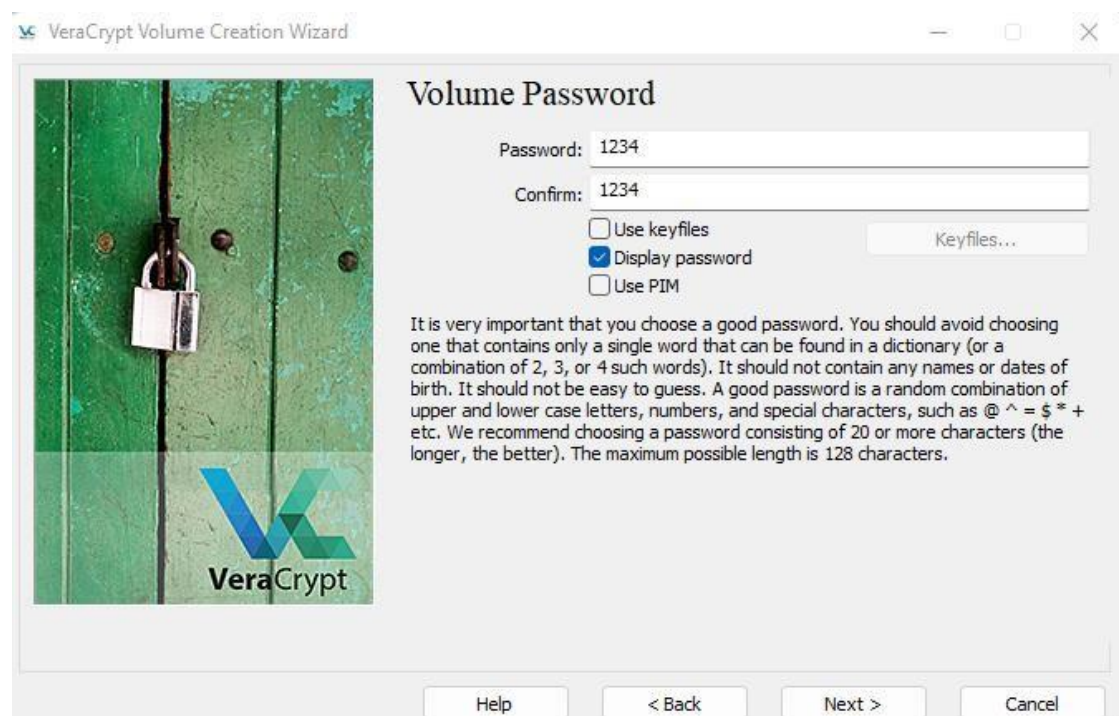 VeraCrypt Volume Creation Wizard
Volume Password
Password: 1234
Confirm: 1234
Use keyfiles
Keyfiles...
Display password
Use PIM
It is very important that you choose a good password. You should avoid choosing
one that contains only a single word that can be found in a dictionary (or a
combination of 2, 3, or 4 such words). It should not contain any names or dates of
birth. It should not be easy to guess. A good password is a random combination of
upper and lower case letters, numbers, and special characters, such as @ ^ = $ * +
etc. We recommend choosing a password consisting of 20 or more characters (the
longer, the better). The maximum possible length is 128 characters.
VeraCrypt
Help < Back Next > Cancel